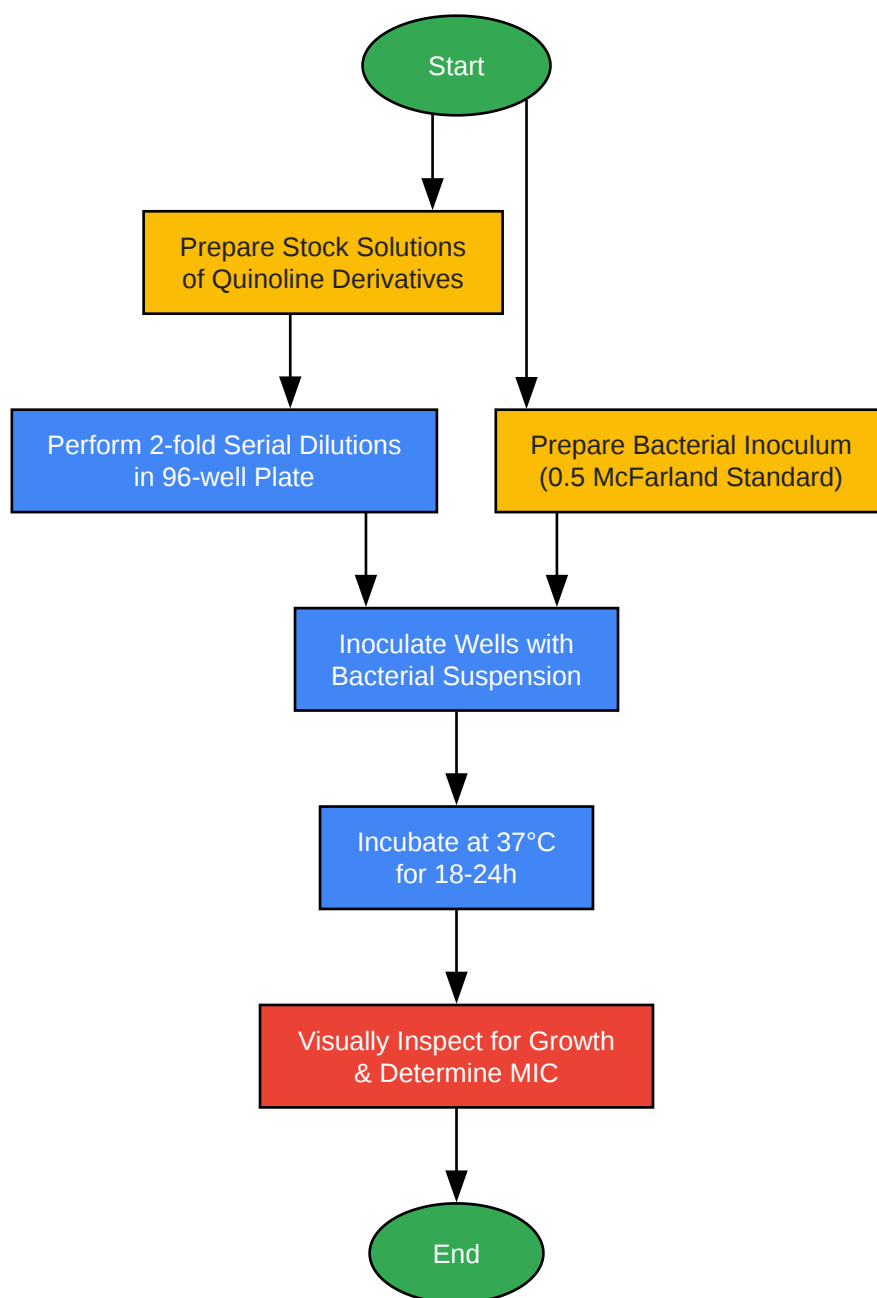 Start
Prepare Stock Solutions
of Quinoline Derivatives
Perform 2-fold Serial Dilutions
in 96-well Plate
Prepare Bacterial Inoculum
(0.5 McFarland Standard)
Inoculate Wells with
Bacterial Suspension
Incubate at 37°C
for 18-24h
Visually Inspect for Growth
& Determine MIC
End